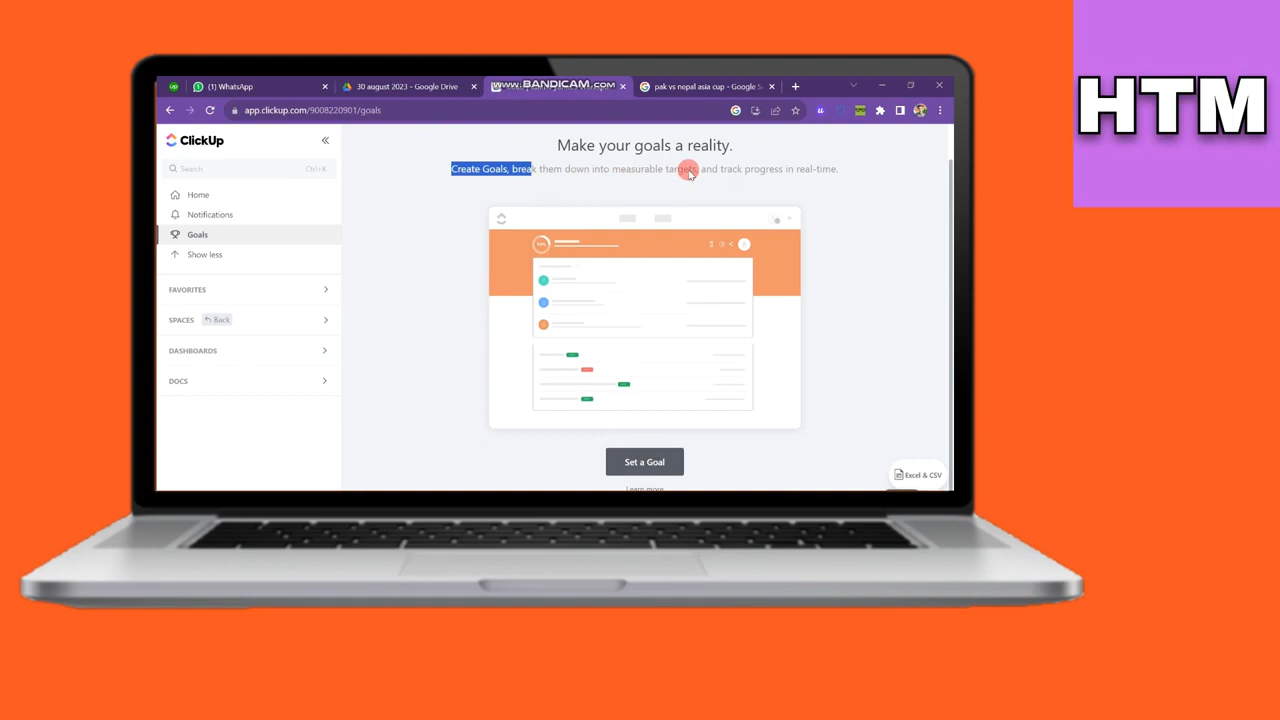 HTM
(1) WhatsApp
30 august 2023 - Google Drive
WWW.BANDICAM.COM
pak vs nepal asia cup - Google S
app.clickup.com/9008220901/goals
ClickUp
Search
Ctrl+K
Home
Notifications
Goals
Show less
FAVORITES
SPACES
Back
DASHBOARDS
DOCS
Make your goals a reality.
Create Goals, break them down into measurable targets, and track progress in real-time.
Set a Goal
Learn more
Excel & CSV